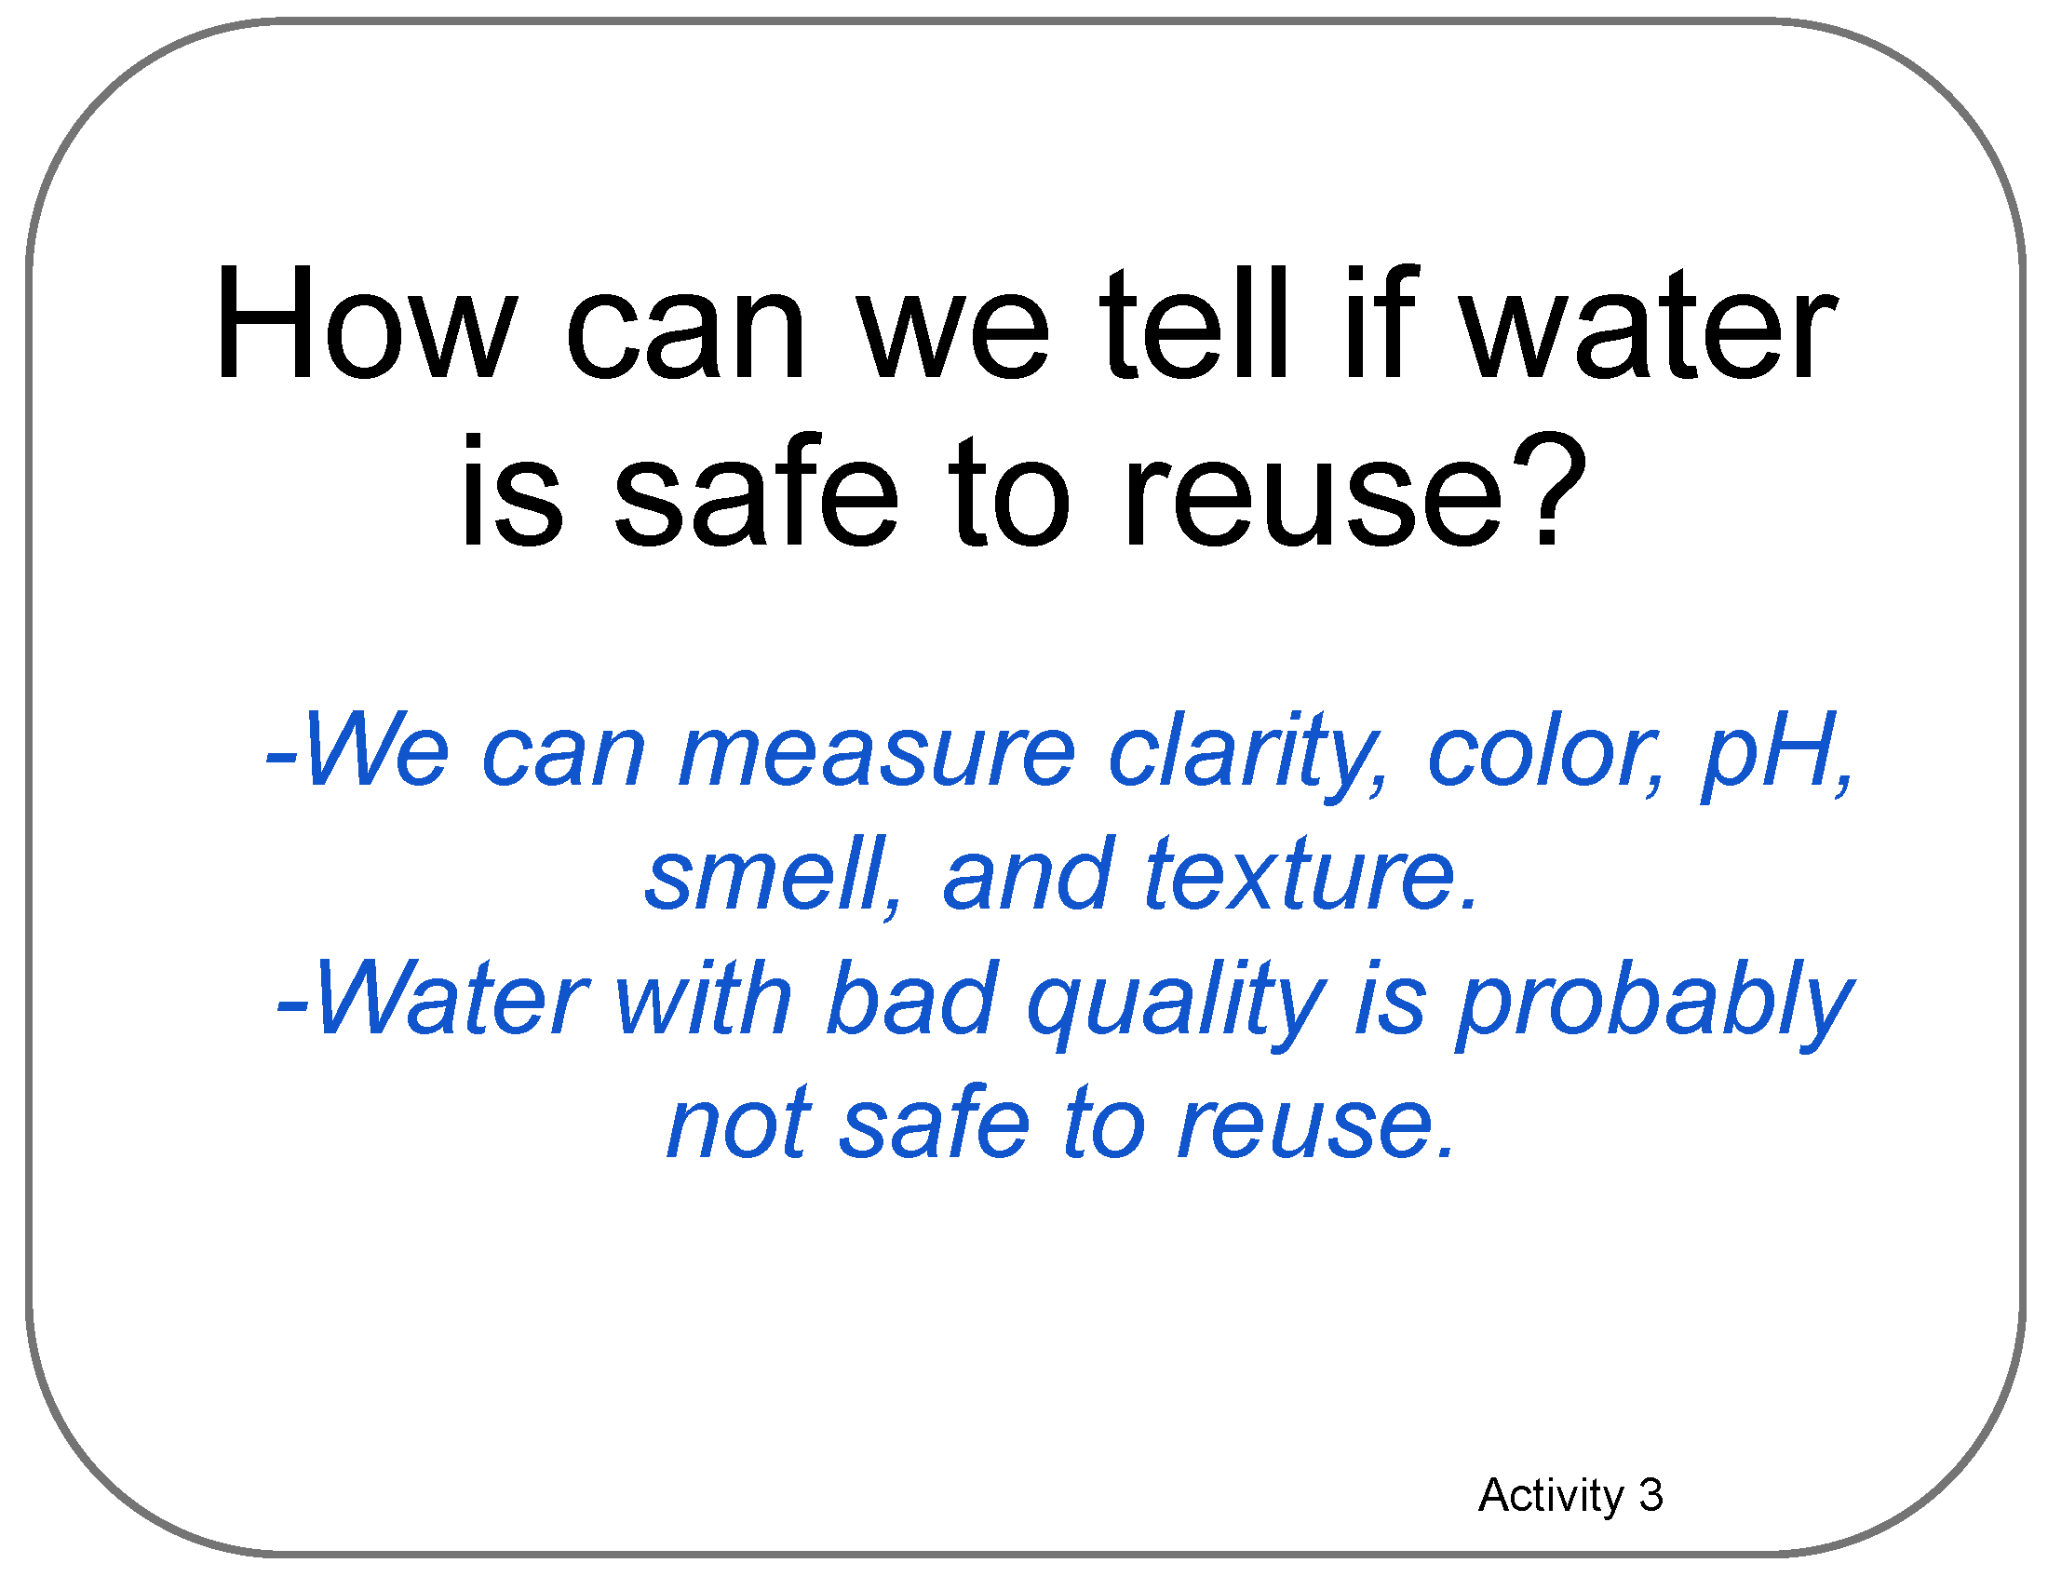 How can we tell if water
is safe to reuse?
-We can measure clarity, color, pH,
smell, and texture.
-Water with bad quality is probably
not safe to reuse.
Activity 3